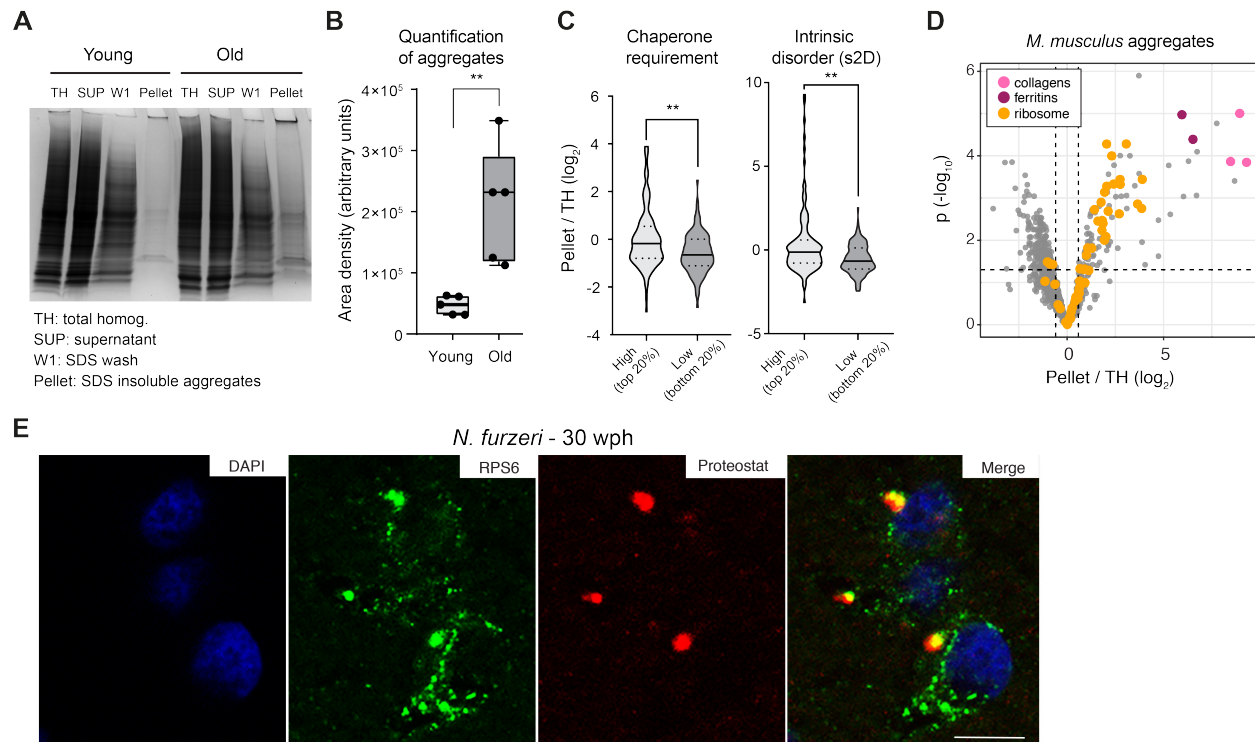 A
Young Old
TH SUP W1 Pellet TH SUP W1 Pellet
TH: total homog.
SUP: supernatant
W1: SDS wash
Pellet: SDS insoluble aggregates
B
Quantification
of aggregates
**
Area density (arbitrary units)
4×10⁵
3×10⁵
2×10⁵
1×10⁵
0
Young Old
C
Chaperone
requirement
**
Pellet / TH (log₂)
6
4
2
0
-2
-4
High
(top 20%)
Low
(bottom 20%)
Intrinsic
disorder (s2D)
**
10
5
0
-5
High
(top 20%)
Low
(bottom 20%)
D
M. musculus aggregates
collagens
ferritins
ribosome
p (-log₁₀)
6
4
2
0
0 5
Pellet / TH (log₂)
E
N. furzeri - 30 wph
DAPI RPS6 Proteostat Merge